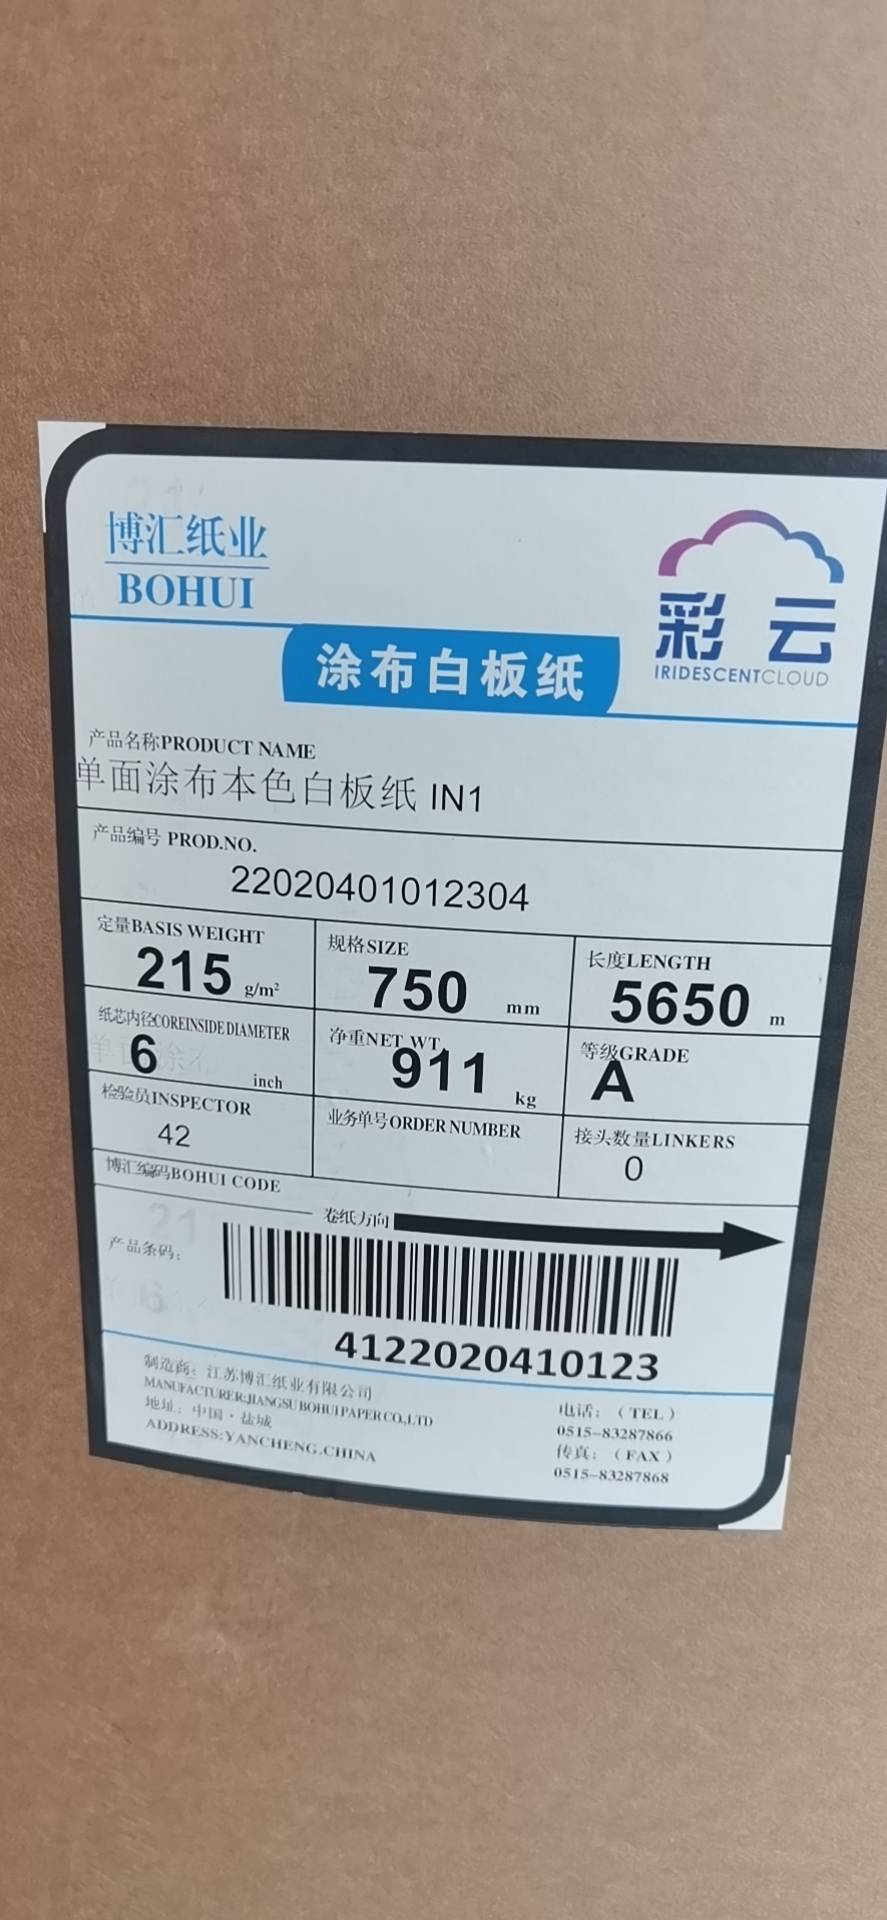 博汇纸业
BOHUI
彩云
IRIDESCENTCLOUD
涂布白板纸
产品名称PRODUCT NAME
单面涂布本色白板纸 IN1
产品编号 PROD.NO.
22020401012304
定量BASIS WEIGHT
215 g/m²
规格SIZE
750 mm
长度LENGTH
5650 m
纸芯内径COREINSIDE DIAMETER
6 inch
净重NET WT.
911 kg
等级GRADE
A
检验员INSPECTOR
42
业务单号ORDER NUMBER
接头数量LINKERS
0
博汇编码BOHUI CODE
卷纸方向
产品条码:
4122020410123
制造商: 江苏博汇纸业有限公司
MANUFACTURER:JIANGSU BOHUI PAPER CO.,LTD
地址: 中国·盐城
ADDRESS:YANCHENG.CHINA
电话: (TEL)
0515-83287866
传真: (FAX)
0515-83287868